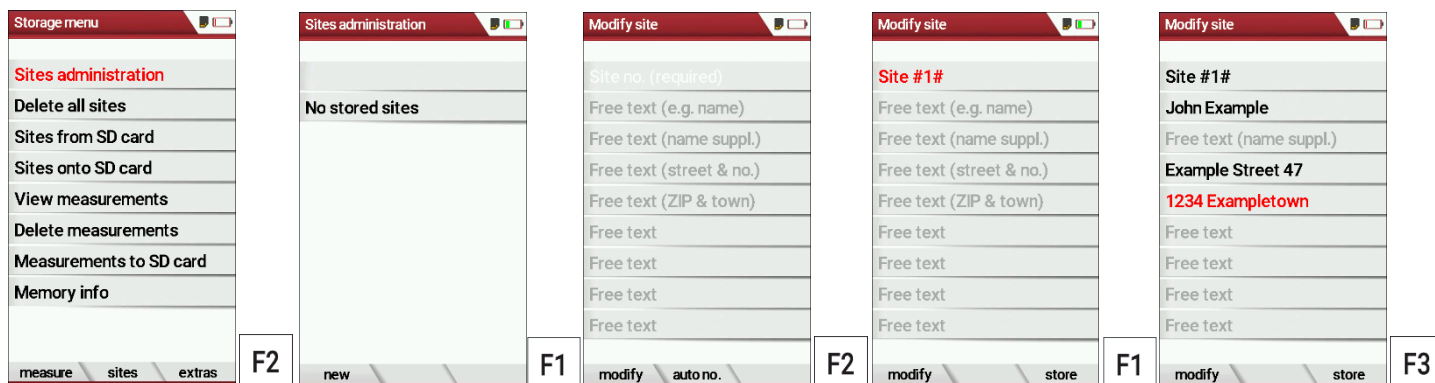 Storage menu
Sites administration
Delete all sites
Sites from SD card
Sites onto SD card
View measurements
Delete measurements
Measurements to SD card
Memory info
measure sites extras
F2
Sites administration
No stored sites
new
F1
Modify site
Site no. (required)
Free text (e.g. name)
Free text (name suppl.)
Free text (street & no.)
Free text (ZIP & town)
Free text
Free text
Free text
Free text
modify auto no.
F2
Modify site
Site #1#
Free text (e.g. name)
Free text (name suppl.)
Free text (street & no.)
Free text (ZIP & town)
Free text
Free text
Free text
Free text
modify store
F1
Modify site
Site #1#
John Example
Free text (name suppl.)
Example Street 47
1234 Exampletown
Free text
Free text
Free text
Free text
modify store
F3